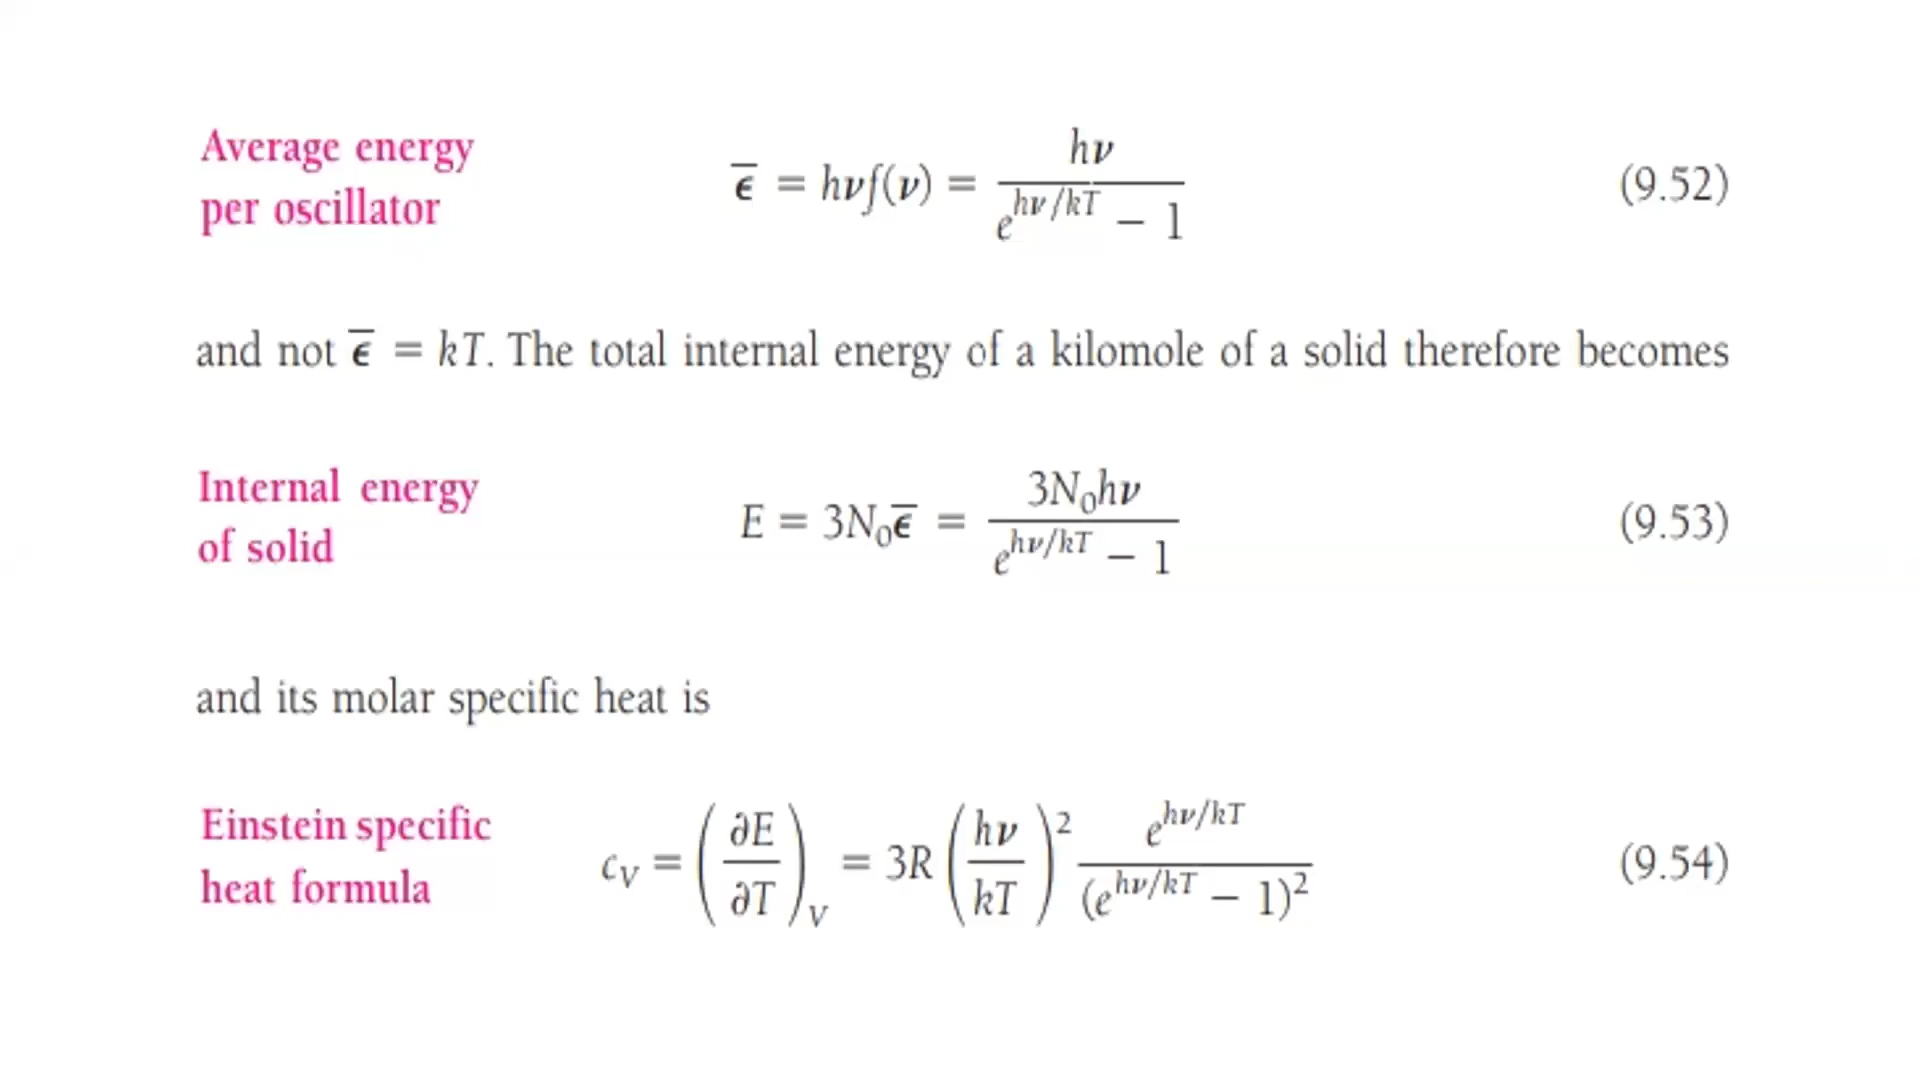 Average energy per oscillator
ϵ̅ = hνf(ν) = hν / (e^{hν/kT} − 1) (9.52)
and not ϵ̅ = kT. The total internal energy of a kilomole of a solid therefore becomes
Internal energy of solid
E = 3N₀ϵ̅ = 3N₀hν / (e^{hν/kT} − 1) (9.53)
and its molar specific heat is
Einstein specific heat formula
c_V = (∂E/∂T)_V = 3R (hν/kT)² e^{hν/kT} / (e^{hν/kT} − 1)² (9.54)